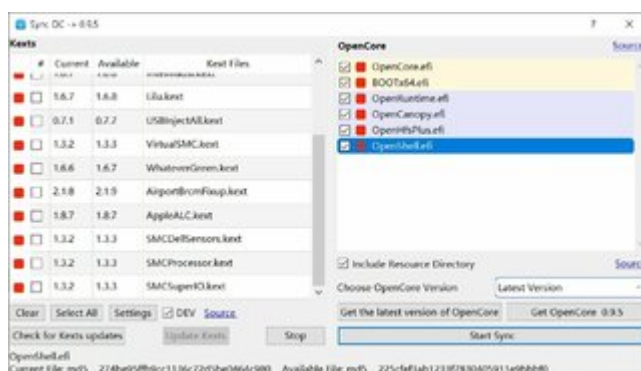 Sync OC -> 0.9.5
? X
Kexts
# Current Available Kext Files
1.6.7 1.6.8 Lilu.kext
0.7.1 0.7.7 USBInjectAll.kext
1.3.2 1.3.3 VirtualSMC.kext
1.6.6 1.6.7 WhateverGreen.kext
2.1.8 2.1.9 AirportBrcmFixup.kext
1.8.7 1.8.7 AppleALC.kext
1.3.2 1.3.3 SMCDellSensors.kext
1.3.2 1.3.3 SMCProcessor.kext
1.3.2 1.3.3 SMCSuperIO.kext
Clear Select All Settings DEV Source
Check for Kexts updates Update Kexts Stop
OpenCore Source
OpenCore.efi
BOOTx64.efi
OpenRuntime.efi
OpenCanopy.efi
OpenHfsPlus.efi
OpenShell.efi
Include Resource Directory Source
Choose OpenCore Version Latest Version
Get the latest version of OpenCore Get OpenCore 0.9.5
Start Sync
OpenShell.efi
Current File: md5 Available File: md5